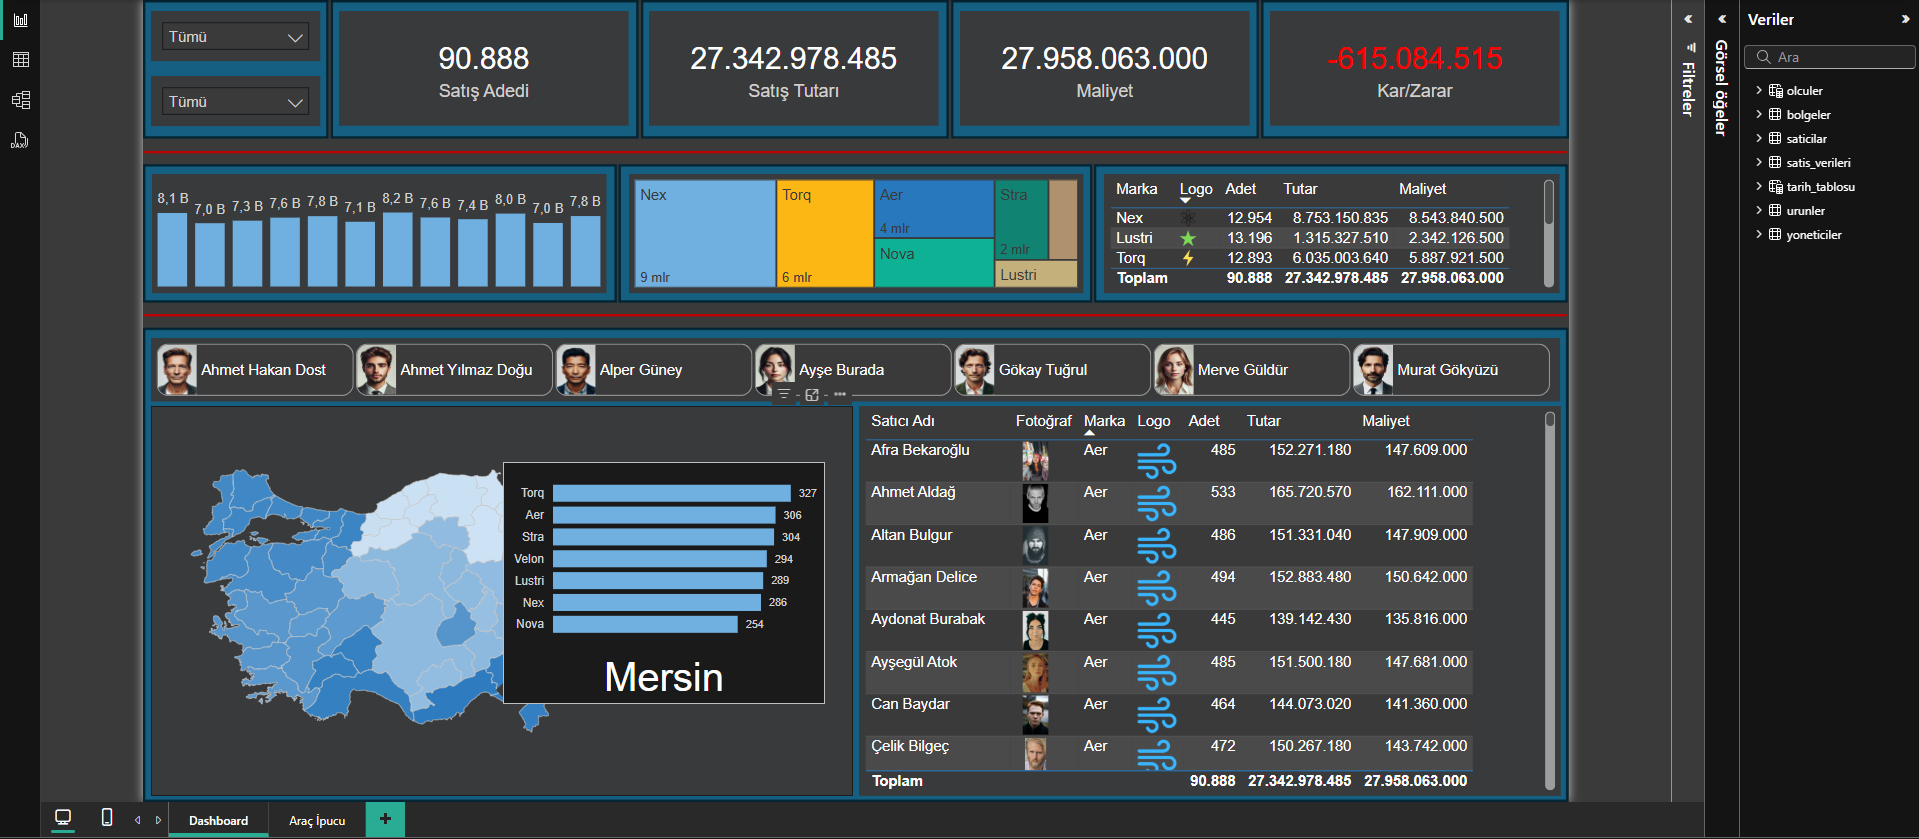 Tümü
Tümü
90.888
Satış Adedi
27.342.978.485
Satış Tutarı
27.958.063.000
Maliyet
-615.084.515
Kar/Zarar
8,1 B
7,0 B
7,3 B
7,6 B
7,8 B
7,1 B
8,2 B
7,6 B
7,4 B
8,0 B
7,0 B
7,8 B
Nex
9 mlr
Torq
6 mlr
Aer
4 mlr
Nova
Stra
2 mlr
Lustri
Marka Logo Adet Tutar Maliyet
Nex 12.954 8.753.150.835 8.543.840.500
Lustri 13.196 1.315.327.510 2.342.126.500
Torq 12.893 6.035.003.640 5.887.921.500
Toplam 90.888 27.342.978.485 27.958.063.000
Ahmet Hakan Dost
Ahmet Yılmaz Doğu
Alper Güney
Ayşe Burada
Gökay Tuğrul
Merve Güldür
Murat Gökyüzü
Torq 327
Aer 306
Stra 304
Velon 294
Lustri 289
Nex 286
Nova 254
Mersin
Satıcı Adı Fotoğraf Marka Logo Adet Tutar Maliyet
Afra Bekaroğlu Aer 485 152.271.180 147.609.000
Ahmet Aldağ Aer 533 165.720.570 162.111.000
Altan Bulgur Aer 486 151.331.040 147.909.000
Armağan Delice Aer 494 152.883.480 150.642.000
Aydonat Burabak Aer 445 139.142.430 135.816.000
Ayşegül Atok Aer 485 151.500.180 147.681.000
Can Baydar Aer 464 144.073.020 141.360.000
Çelik Bilgeç Aer 472 150.267.180 143.742.000
Toplam 90.888 27.342.978.485 27.958.063.000
Filtreler
Görsel öğeler
Veriler
Ara
olculer
bolgeler
saticilar
satis_verileri
tarih_tablosu
urunler
yoneticiler
DAX
Dashboard
Araç İpucu